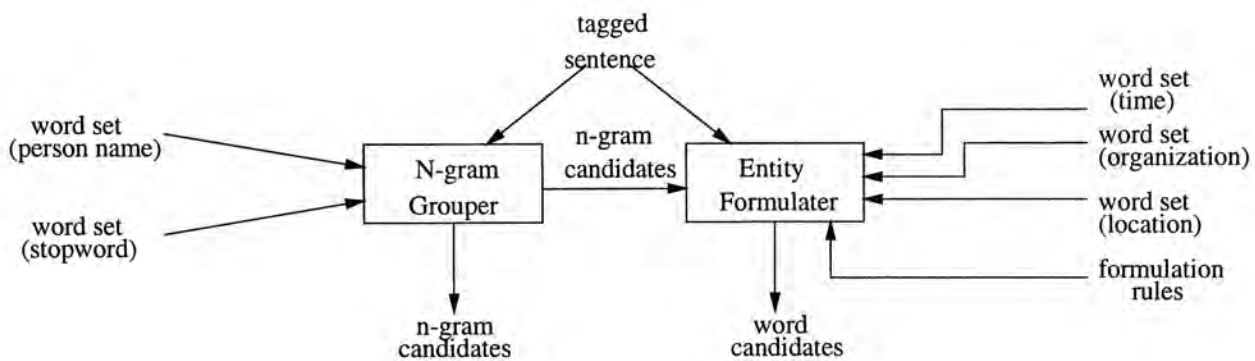 tagged
sentence
word set
(person name)
word set
(stopword)
N-gram
Grouper
n-gram
candidates
Entity
Formulater
word set
(time)
word set
(organization)
word set
(location)
formulation
rules
n-gram
candidates
word
candidates